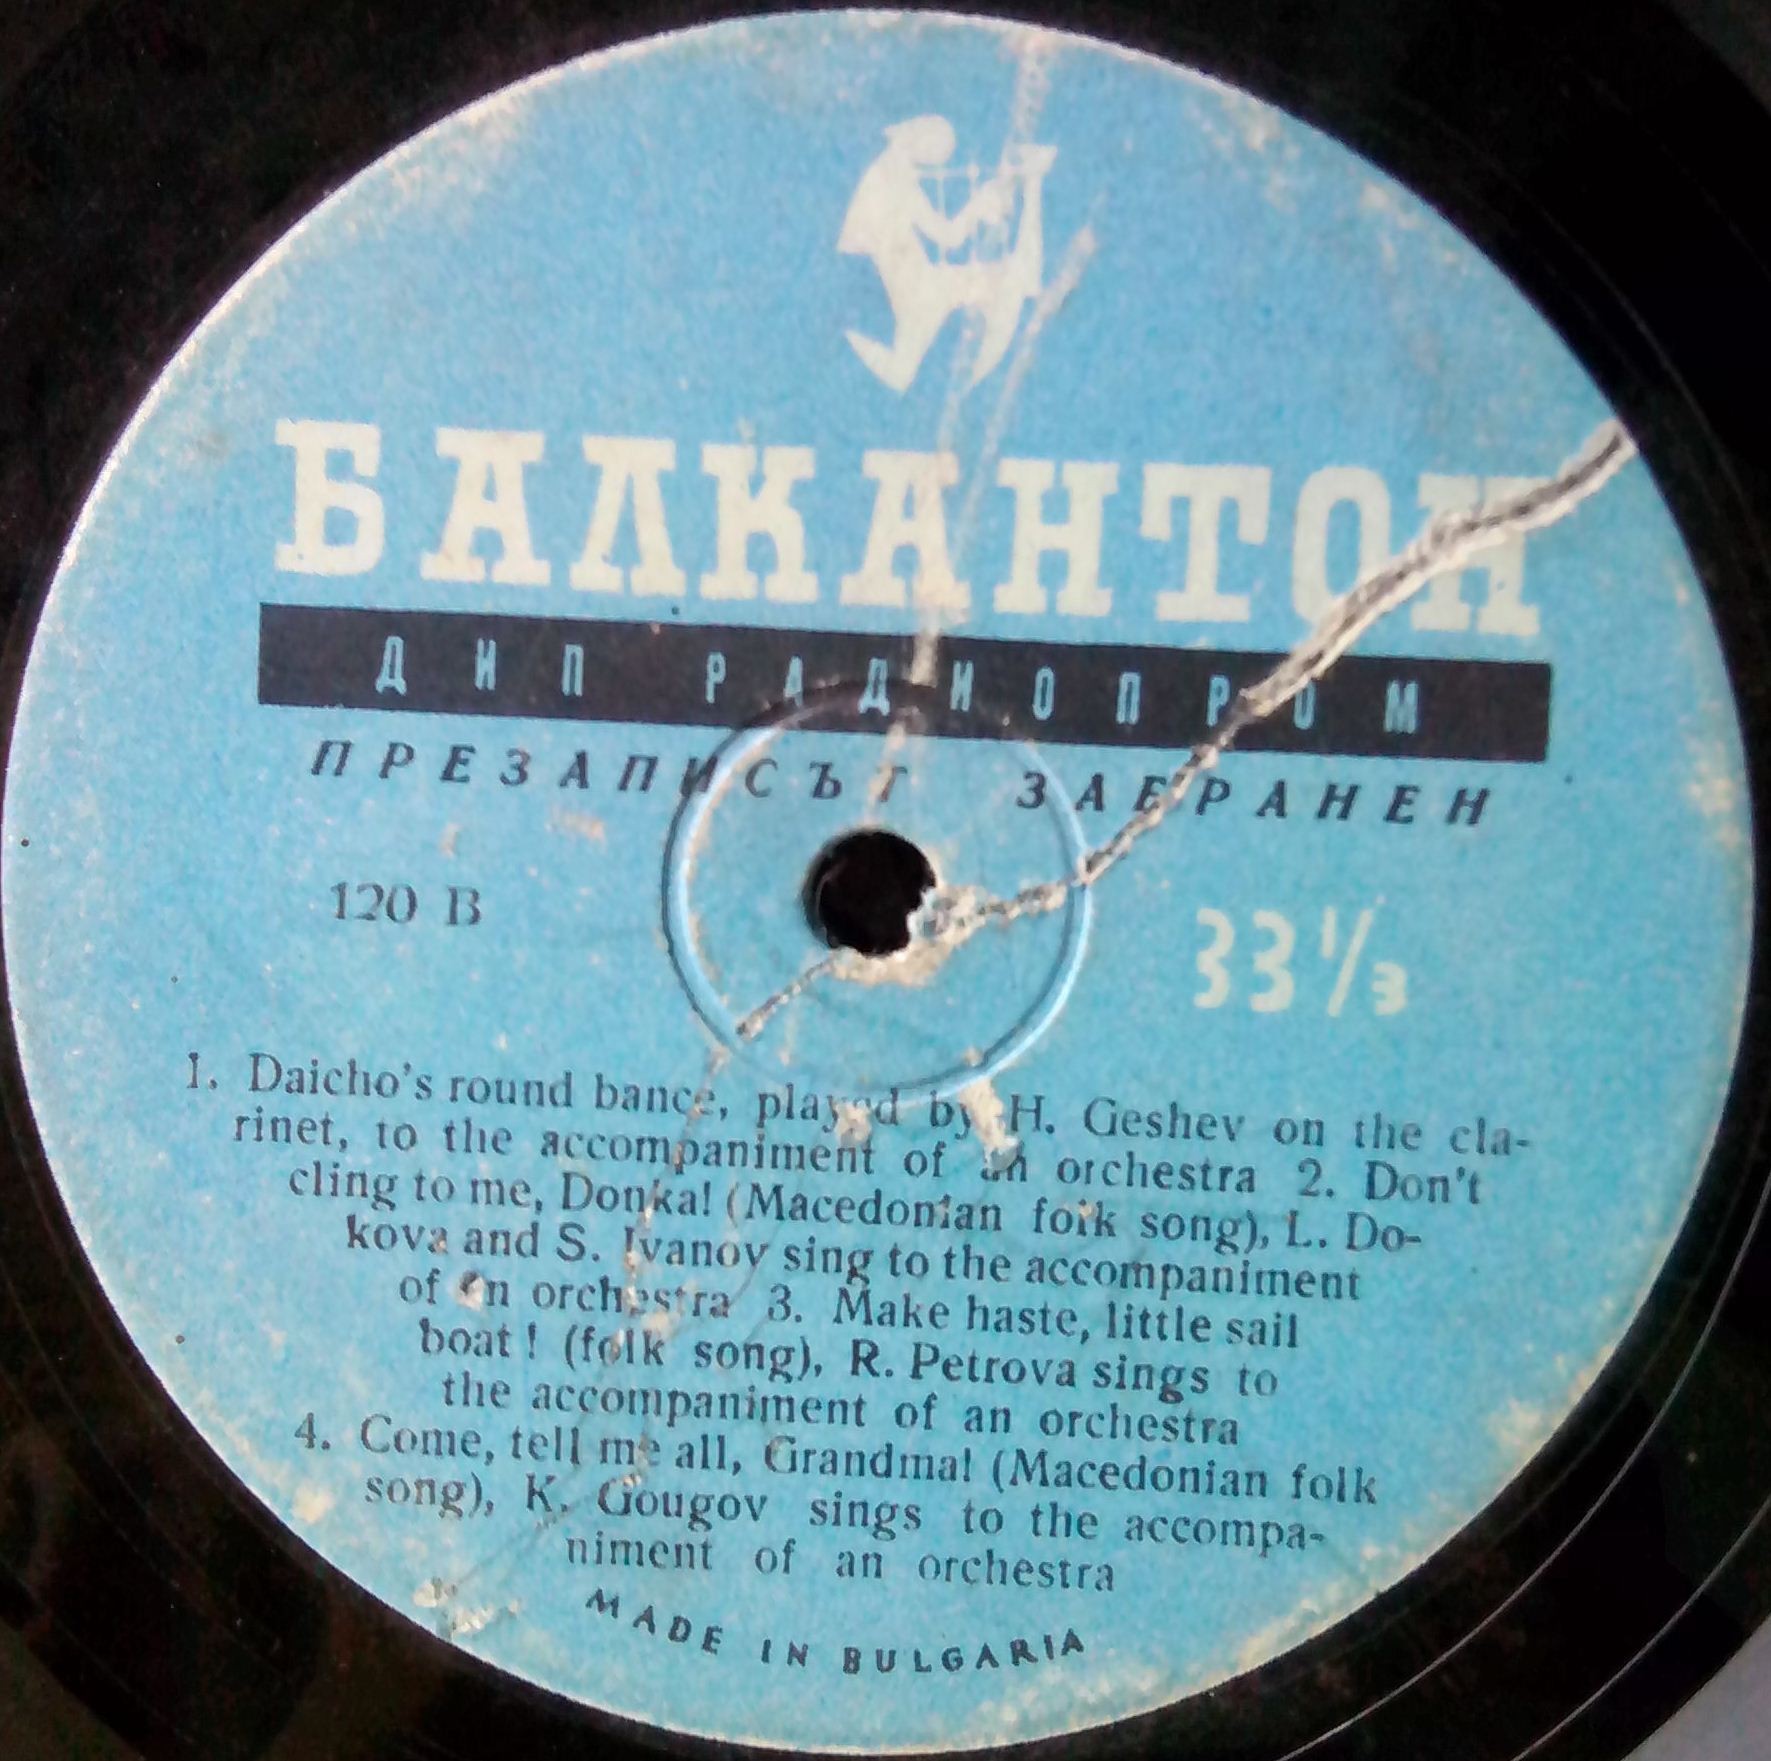 БАЛКАНТОН
ДИП РАДИОПРОМ
ПРЕЗАПИСЪТ ЗАБРАНЕН
120 B
33 1/3
1. Daicho's round bance, played by H. Geshev on the cla-
rinet, to the accompaniment of an orchestra 2. Don't
cling to me, Donka! (Macedonian folk song), L. Do-
kova and S. Ivanov sing to the accompaniment
of an orchestra 3. Make haste, little sail
boat! (folk song), R. Petrova sings to
the accompaniment of an orchestra
4. Come, tell me all, Grandma! (Macedonian folk
song), K. Gougov sings to the accompa-
niment of an orchestra
MADE IN BULGARIA